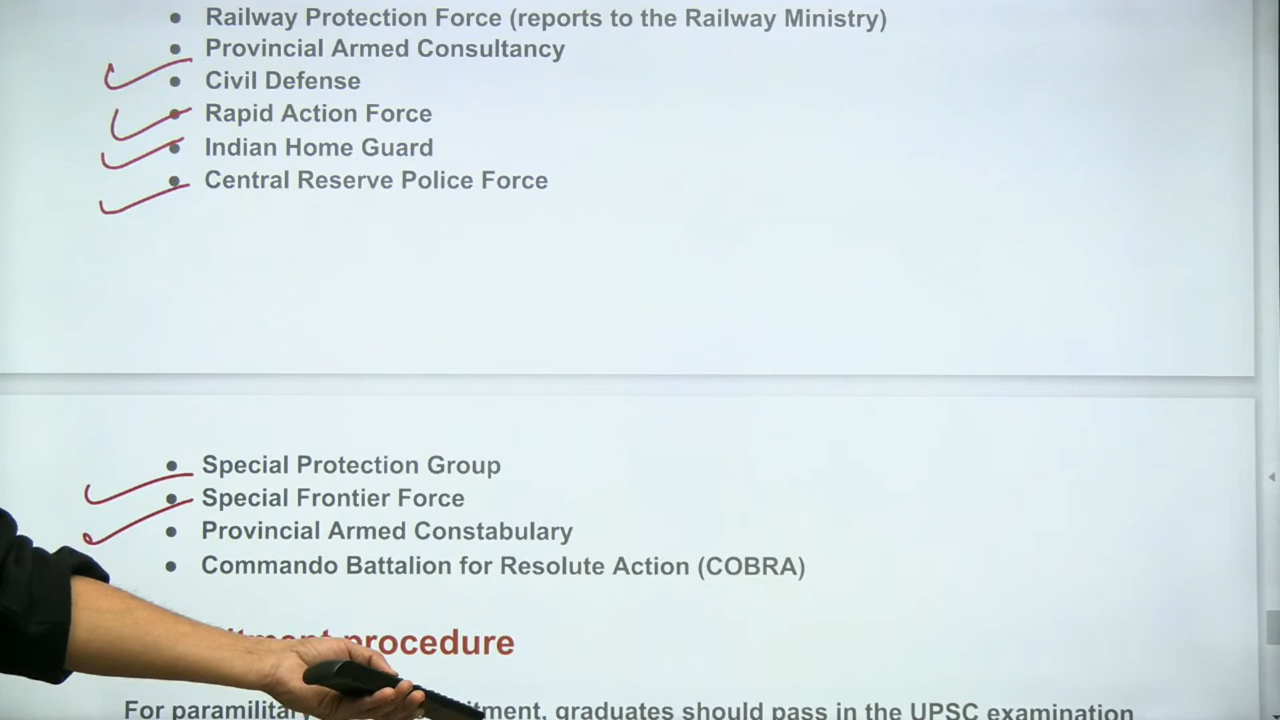 Railway Protection Force (reports to the Railway Ministry)
Provincial Armed Consultancy
Civil Defense
Rapid Action Force
Indian Home Guard
Central Reserve Police Force
Special Protection Group
Special Frontier Force
Provincial Armed Constabulary
Commando Battalion for Resolute Action (COBRA)
procedure
For paramilitary graduates should pass in the UPSC examination